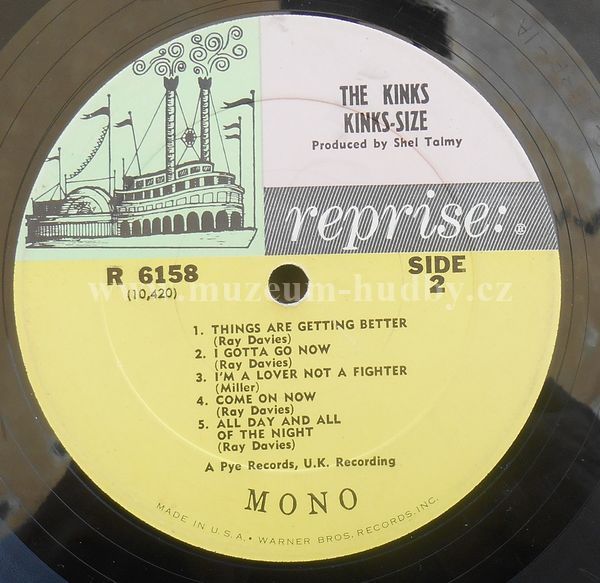 THE KINKS
KINKS-SIZE
Produced by Shel Talmy
reprise:®
R 6158
(10,420)
SIDE
2
www.muzeum-hudby.cz
1. THINGS ARE GETTING BETTER
(Ray Davies)
2. I GOTTA GO NOW
(Ray Davies)
3. I'M A LOVER NOT A FIGHTER
(Miller)
4. COME ON NOW
(Ray Davies)
5. ALL DAY AND ALL
OF THE NIGHT
(Ray Davies)
A Pye Records, U.K. Recording
MONO
MADE IN U.S.A. • WARNER BROS. RECORDS, INC.